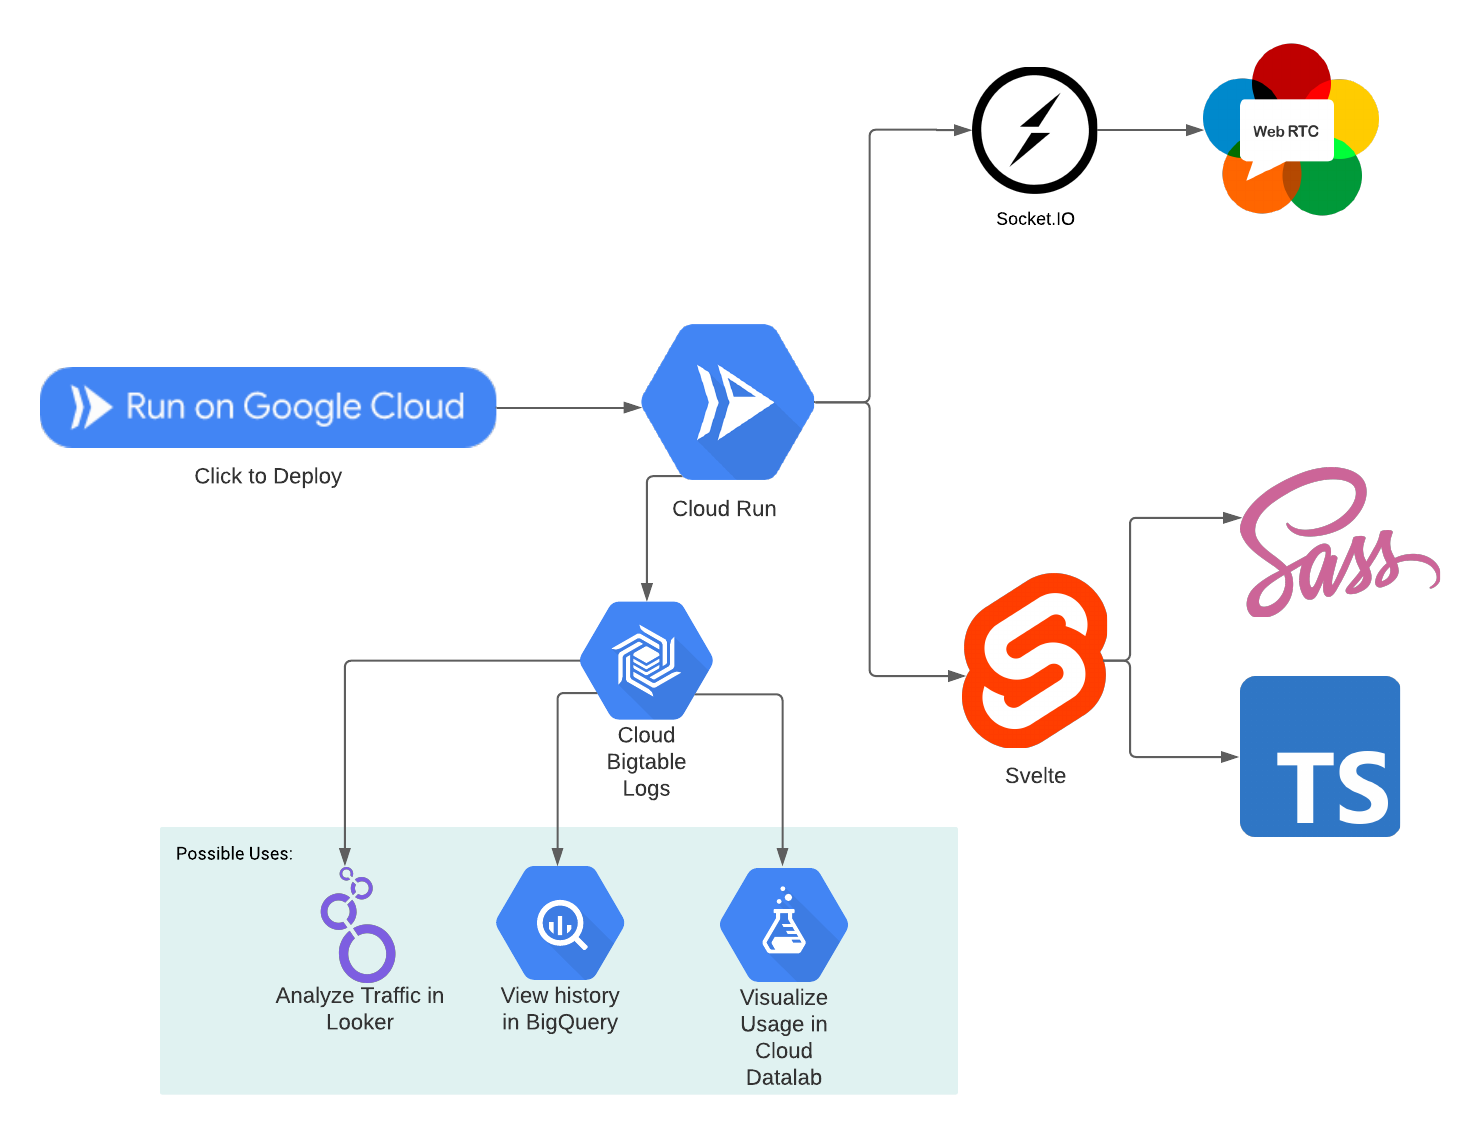 Web RTC
Socket.IO
Run on Google Cloud
Click to Deploy
Cloud Run
Sass
Cloud
Bigtable
Logs
Svelte
TS
Possible Uses:
Analyze Traffic in
Looker
View history
in BigQuery
Visualize
Usage in
Cloud
Datalab